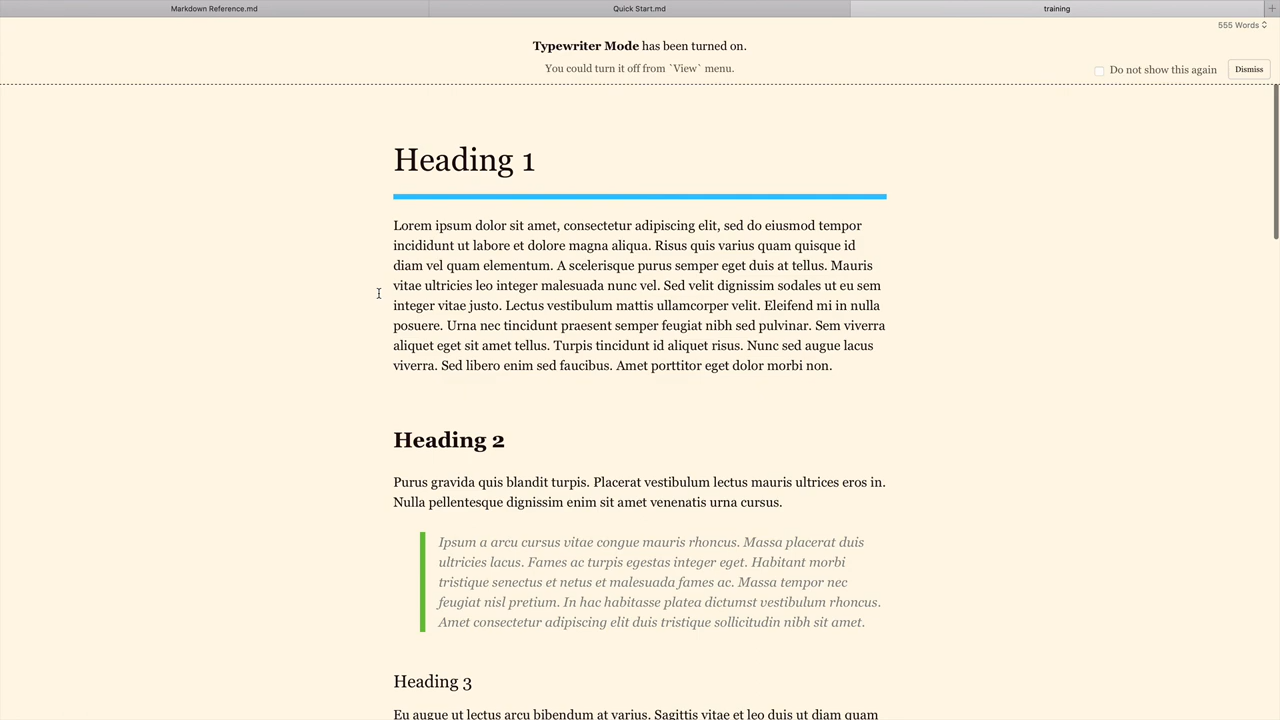 Markdown Reference.md
Quick Start.md
training
+
555 Words
Typewriter Mode has been turned on.
You could turn it off from `View` menu.
Do not show this again
Dismiss
Heading 1
Lorem ipsum dolor sit amet, consectetur adipiscing elit, sed do eiusmod tempor
incididunt ut labore et dolore magna aliqua. Risus quis varius quam quisque id
diam vel quam elementum. A scelerisque purus semper eget duis at tellus. Mauris
vitae ultricies leo integer malesuada nunc vel. Sed velit dignissim sodales ut eu sem
integer vitae justo. Lectus vestibulum mattis ullamcorper velit. Eleifend mi in nulla
posuere. Urna nec tincidunt praesent semper feugiat nibh sed pulvinar. Sem viverra
aliquet eget sit amet tellus. Turpis tincidunt id aliquet risus. Nunc sed augue lacus
viverra. Sed libero enim sed faucibus. Amet porttitor eget dolor morbi non.
Heading 2
Purus gravida quis blandit turpis. Placerat vestibulum lectus mauris ultrices eros in.
Nulla pellentesque dignissim enim sit amet venenatis urna cursus.
Ipsum a arcu cursus vitae congue mauris rhoncus. Massa placerat duis
ultricies lacus. Fames ac turpis egestas integer eget. Habitant morbi
tristique senectus et netus et malesuada fames ac. Massa tempor nec
feugiat nisl pretium. In hac habitasse platea dictumst vestibulum rhoncus.
Amet consectetur adipiscing elit duis tristique sollicitudin nibh sit amet.
Heading 3
Eu augue ut lectus arcu bibendum at varius. Sagittis vitae et leo duis ut diam quam